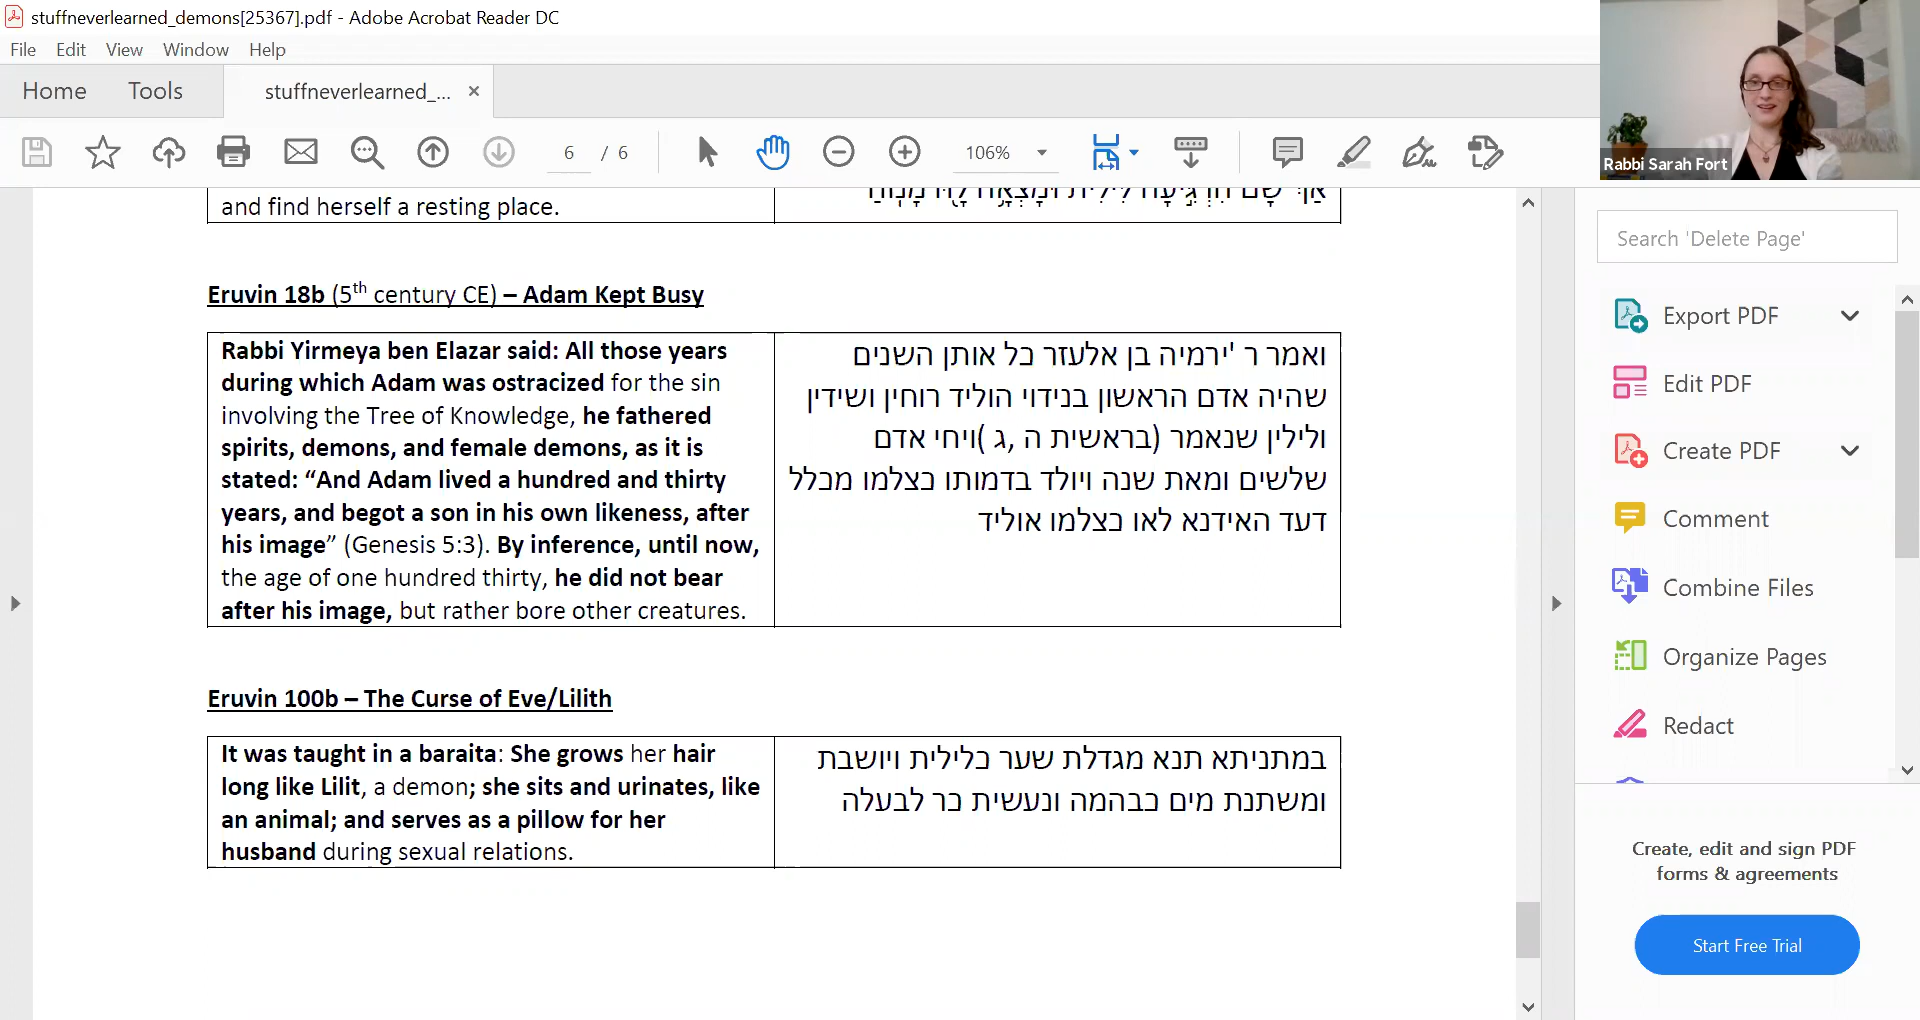 stuffneverlearned_demons[25367].pdf - Adobe Acrobat Reader DC
File Edit View Window Help
Home Tools stuffneverlearned_... ×
6 / 6 106%
Rabbi Sarah Fort
and find herself a resting place.
אַךְ שָׁם הִרְגִּיעָה לִּילִית וּמָצְאָה לָהּ מָנוֹחַ
Eruvin 18b (5th century CE) – Adam Kept Busy
Rabbi Yirmeya ben Elazar said: All those years
during which Adam was ostracized for the sin
involving the Tree of Knowledge, he fathered
spirits, demons, and female demons, as it is
stated: “And Adam lived a hundred and thirty
years, and begot a son in his own likeness, after
his image” (Genesis 5:3). By inference, until now,
the age of one hundred thirty, he did not bear
after his image, but rather bore other creatures.
ואמר ר 'ירמיה בן אלעזר כל אותן השנים
שהיה אדם הראשון בנידוי הוליד רוחין ושידין
ולילין שנאמר (בראשית ה ,ג )ויחי אדם
שלשים ומאת שנה ויולד בדמותו כצלמו מכלל
דעד האידנא לאו כצלמו אוליד
Eruvin 100b – The Curse of Eve/Lilith
It was taught in a baraita: She grows her hair
long like Lilit, a demon; she sits and urinates, like
an animal; and serves as a pillow for her
husband during sexual relations.
במתניתא תנא מגדלת שער כלילית ויושבת
ומשתנת מים כבהמה ונעשית כר לבעלה
Search 'Delete Page'
Export PDF
Edit PDF
Create PDF
Comment
Combine Files
Organize Pages
Redact
Create, edit and sign PDF
forms & agreements
Start Free Trial